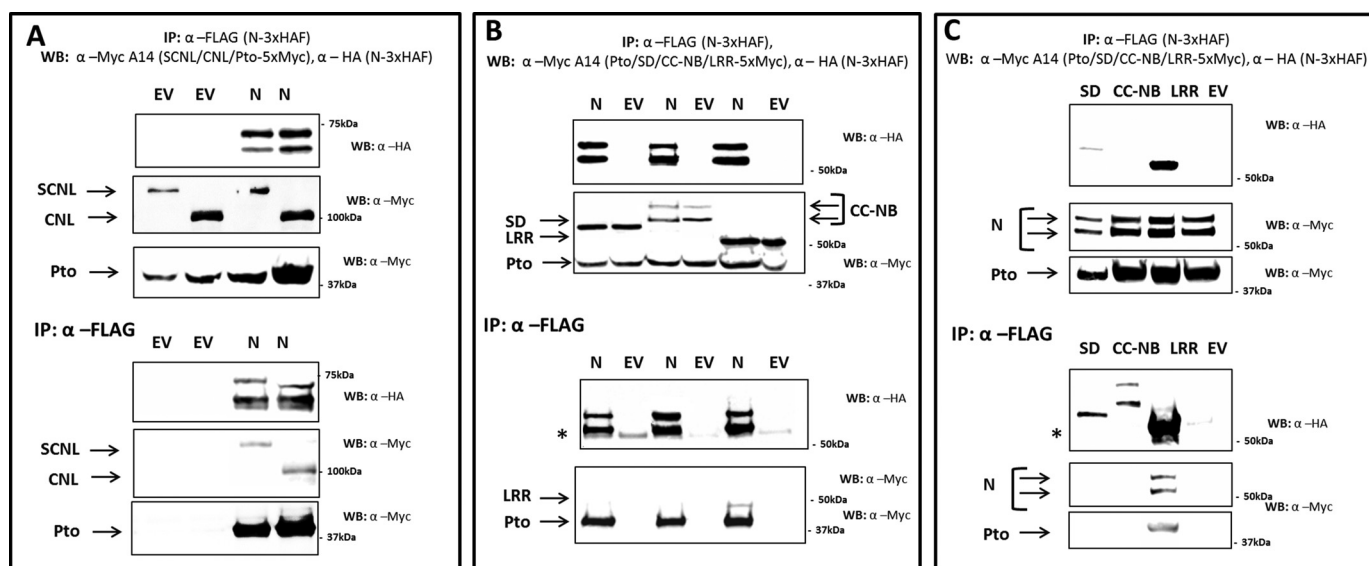 A
IP: α –FLAG (N-3xHAF)
WB: α –Myc A14 (SCNL/CNL/Pto-5xMyc), α – HA (N-3xHAF)
EV EV N N
- 75kDa
WB: α –HA
SCNL
WB: α –Myc
CNL
- 100kDa
Pto
WB: α –Myc
- 37kDa
IP: α –FLAG
EV EV N N
- 75kDa
WB: α –HA
SCNL
WB: α –Myc
CNL
- 100kDa
Pto
WB: α –Myc
- 37kDa
B
IP: α –FLAG (N-3xHAF),
WB: α –Myc A14 (Pto/SD/CC-NB/LRR-5xMyc), α – HA (N-3xHAF)
N EV N EV N EV
WB: α –HA
- 50kDa
CC-NB
SD
LRR
- 50kDa
Pto
WB: α –Myc
- 37kDa
IP: α –FLAG
N EV N EV N EV
WB: α –HA
*
- 50kDa
WB: α –Myc
LRR
- 50kDa
Pto
WB: α –Myc
- 37kDa
C
IP: α –FLAG (N-3xHAF)
WB: α –Myc A14 (Pto/SD/CC-NB/LRR-5xMyc), α – HA (N-3xHAF)
SD CC-NB LRR EV
WB: α –HA
- 50kDa
N
WB: α –Myc
- 50kDa
Pto
WB: α –Myc
- 37kDa
IP: α –FLAG
SD CC-NB LRR EV
WB: α –HA
*
- 50kDa
N
- 50kDa
WB: α –Myc
Pto
- 37kDa